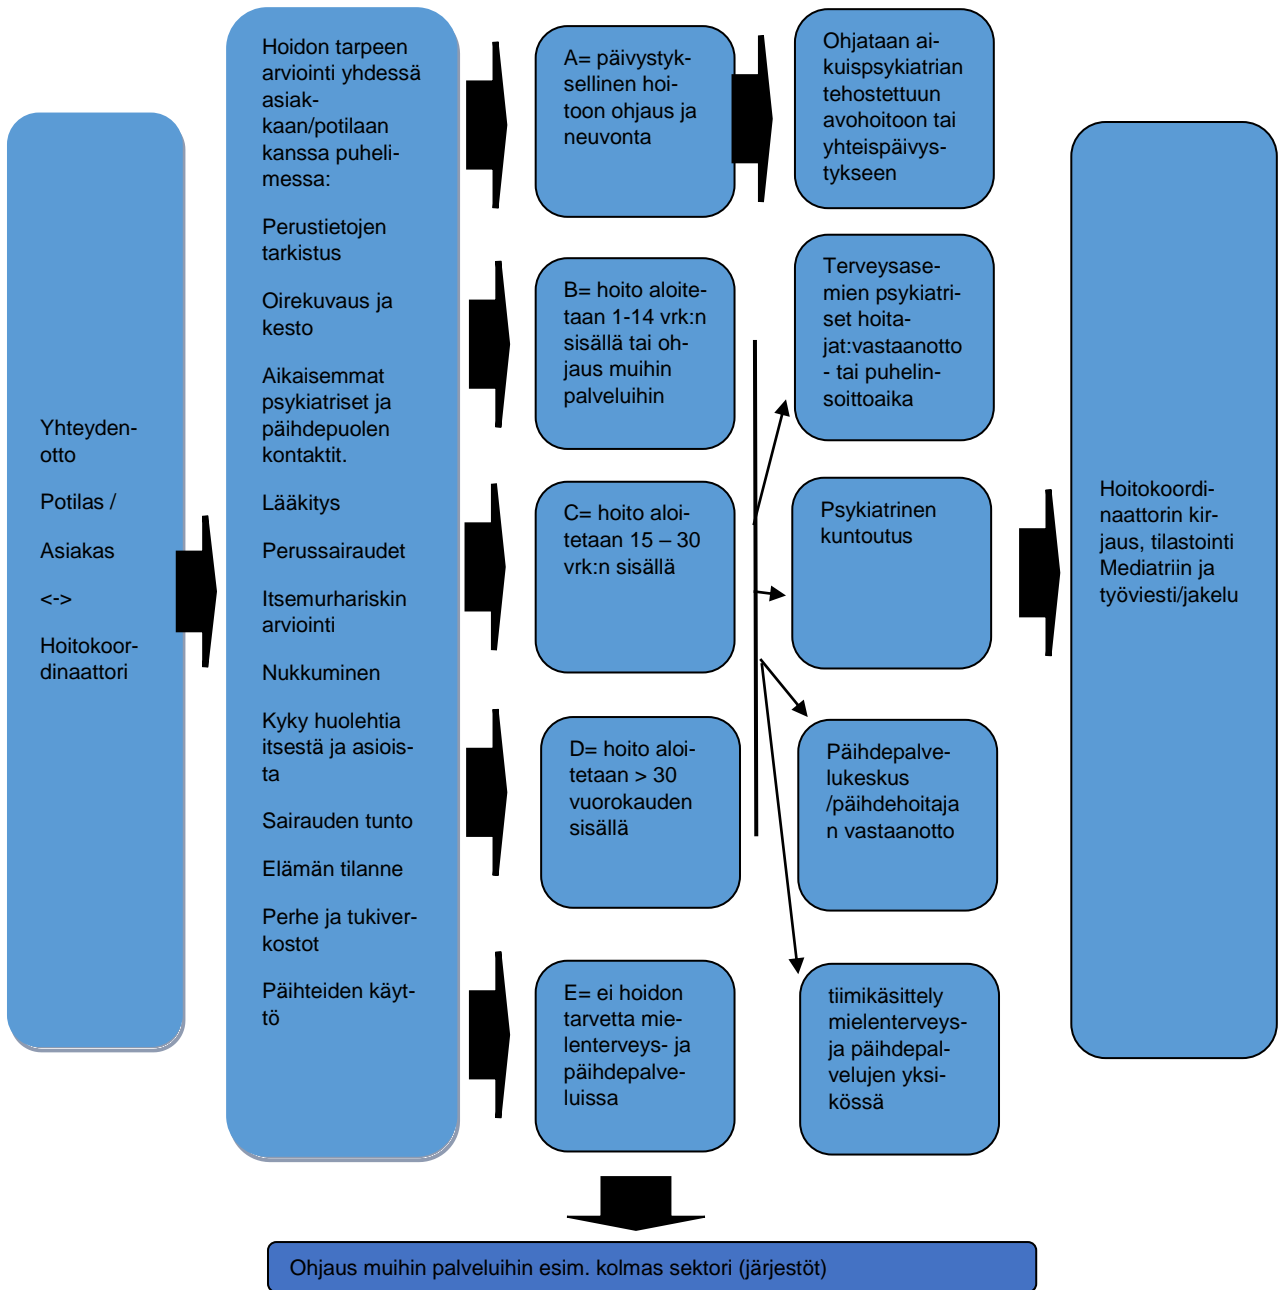 Yhteyden-
otto
Potilas /
Asiakas
<->
Hoitokoor-
dinaattori
Hoidon tarpeen
arviointi yhdessä
asiak-
kaan/potilaan
kanssa puheli-
messa:
Perustietojen
tarkistus
Oirekuvaus ja
kesto
Aikaisemmat
psykiatriset ja
päihdepuolen
kontaktit.
Lääkitys
Perussairaudet
Itsemurhariskin
arviointi
Nukkuminen
Kyky huolehtia
itsestä ja asiois-
ta
Sairauden tunto
Elämän tilanne
Perhe ja tukiver-
kostot
Päihteiden käyt-
tö
A= päivystyk-
sellinen hoi-
toon ohjaus ja
neuvonta
B= hoito aloite-
taan 1-14 vrk:n
sisällä tai oh-
jaus muihin
palveluihin
C= hoito aloi-
tetaan 15 – 30
vrk:n sisällä
D= hoito aloi-
tetaan > 30
vuorokauden
sisällä
E= ei hoidon
tarvetta mie-
lenterveys- ja
päihdepalve-
luissa
Ohjataan ai-
kuispsykiatrian
tehostettuun
avohoitoon tai
yhteispäivys-
tykseen
Terveysase-
mien psykiatri-
set hoita-
jat:vastaanotto
- tai puhelin-
soittoaika
Psykiatrinen
kuntoutus
Päihdepalve-
lukeskus
/päihdehoitaja
n vastaanotto
tiimikäsittely
mielenterveys-
ja päihdepal-
velujen yksi-
kössä
Hoitokoordi-
naattorin kir-
jaus, tilastointi
Mediatriin ja
työviesti/jakelu
Ohjaus muihin palveluihin esim. kolmas sektori (järjestöt)